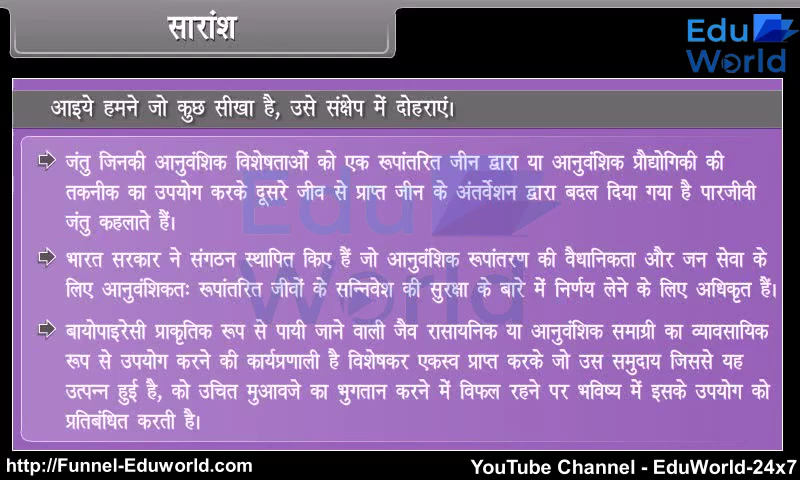 सारांश
Edu
World
आइये हमने जो कुछ सीखा है, उसे संक्षेप में दोहराएं।
जंतु जिनकी आनुवंशिक विशेषताओं को एक रूपांतरित जीन द्वारा या आनुवंशिक प्रौद्योगिकी की
तकनीक का उपयोग करके दूसरे जीव से प्राप्त जीन के अंतर्वेशन द्वारा बदल दिया गया है पारजीवी
जंतु कहलाते हैं।
भारत सरकार ने संगठन स्थापित किए हैं जो आनुवंशिक रूपांतरण की वैधानिकता और जन सेवा के
लिए आनुवंशिकतः रूपांतरित जीवों के सन्निवेश की सुरक्षा के बारे में निर्णय लेने के लिए अधिकृत हैं।
बायोपाइरेसी प्राकृतिक रूप से पायी जाने वाली जैव रासायनिक या आनुवंशिक समाग्री का व्यावसायिक
रूप से उपयोग करने की कार्यप्रणाली है विशेषकर एकस्व प्राप्त करके जो उस समुदाय जिससे यह
उत्पन्न हुई है, को उचित मुआवजे का भुगतान करने में विफल रहने पर भविष्य में इसके उपयोग को
प्रतिबंधित करती है।
Edu
World
http://Funnel-Eduworld.com
YouTube Channel - EduWorld-24x7